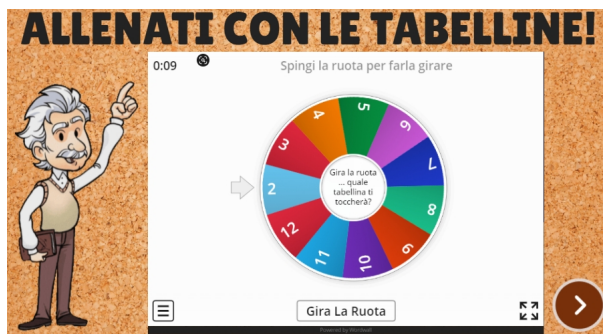 ALLENATI CON LE TABELLINE!
0:09
Spingi la ruota per farla girare
2
3
4
5
6
7
8
9
10
11
12
Gira la ruota
... quale
tabellina ti
toccherà?
Gira La Ruota
Powered by Wordwall